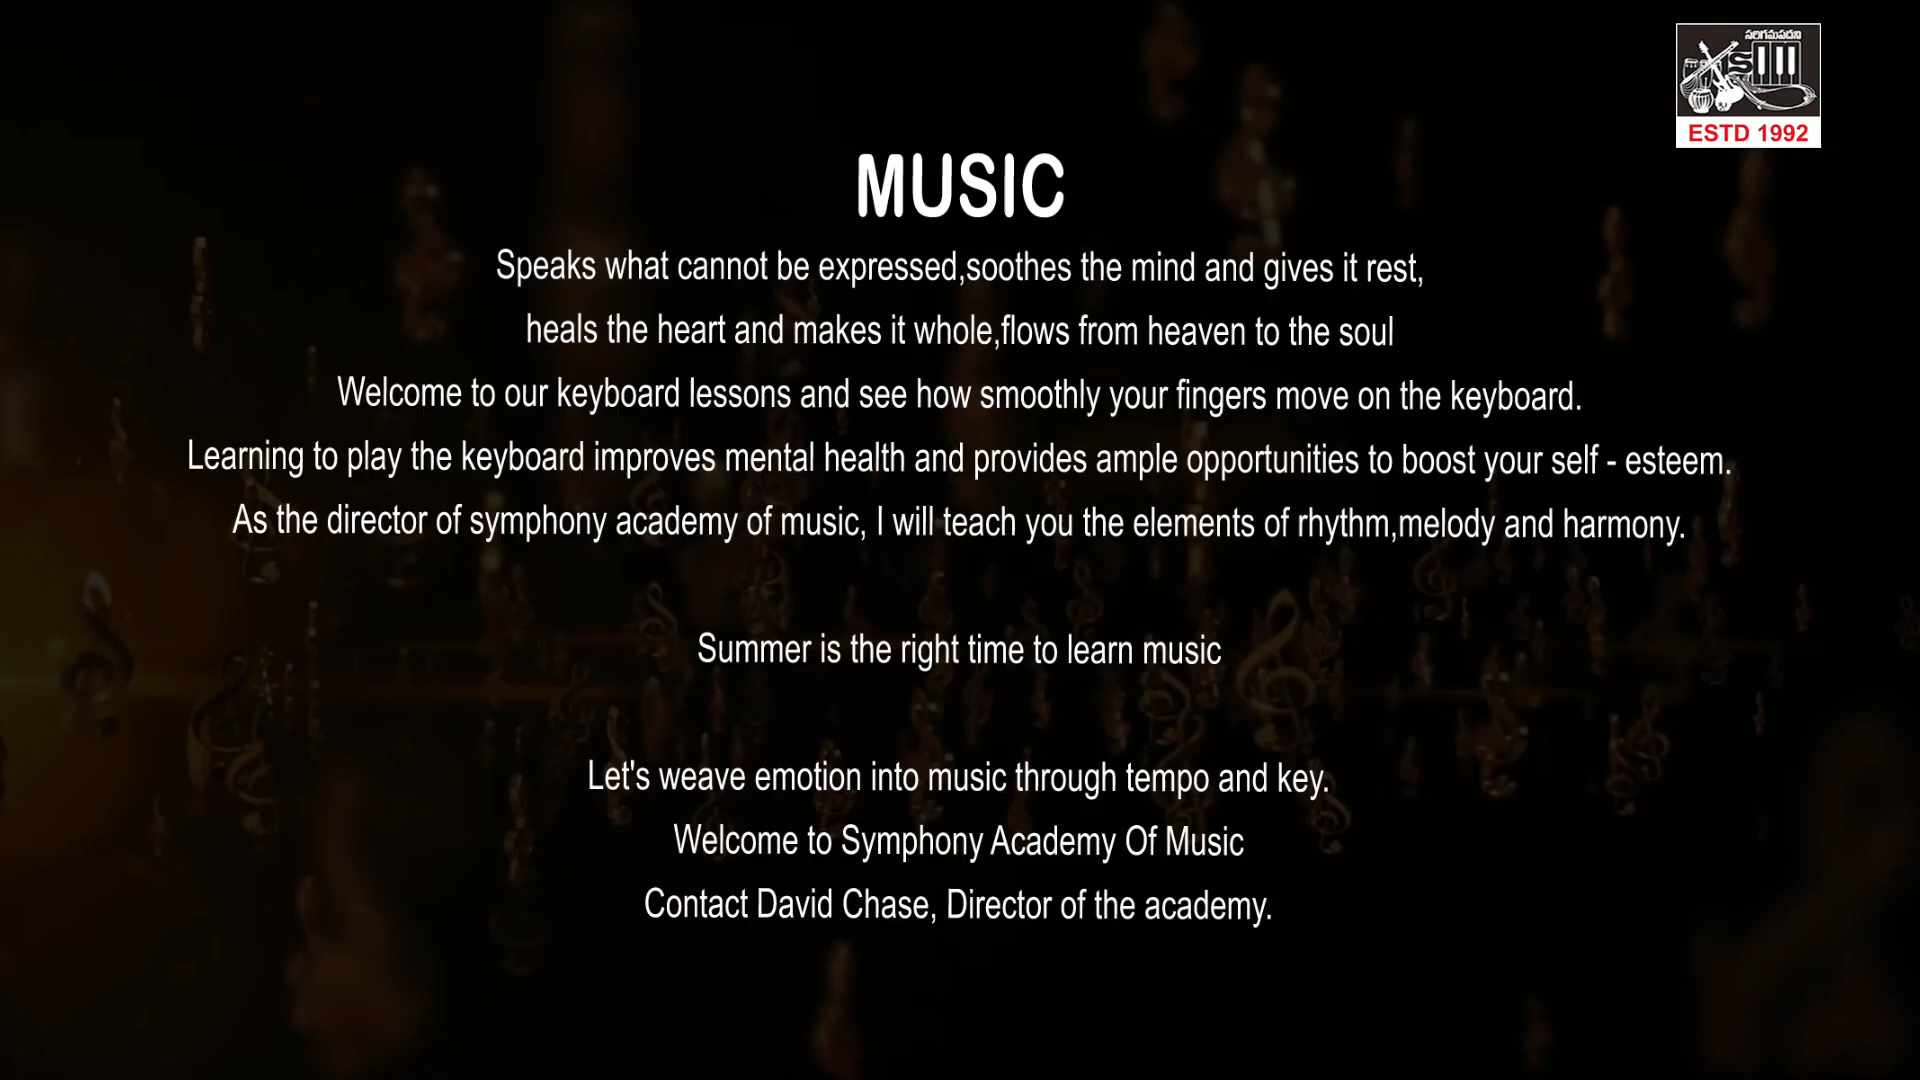 సరిగమపదని
ESTD 1992
MUSIC
Speaks what cannot be expressed,soothes the mind and gives it rest,
heals the heart and makes it whole,flows from heaven to the soul
Welcome to our keyboard lessons and see how smoothly your fingers move on the keyboard.
Learning to play the keyboard improves mental health and provides ample opportunities to boost your self - esteem.
As the director of symphony academy of music, I will teach you the elements of rhythm,melody and harmony.
Summer is the right time to learn music
Let's weave emotion into music through tempo and key.
Welcome to Symphony Academy Of Music
Contact David Chase, Director of the academy.